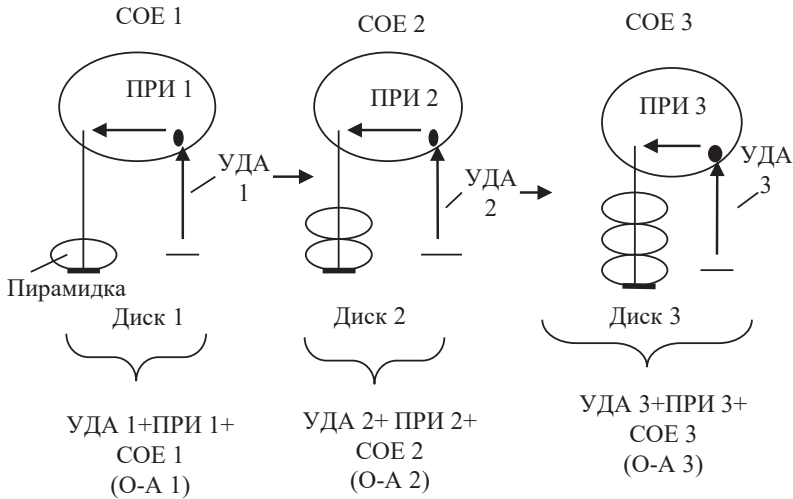 СОЕ 1
СОЕ 2
СОЕ 3
ПРИ 1
ПРИ 2
ПРИ 3
УДА
1
УДА
2
УДА
3
Пирамидка
Диск 1
Диск 2
Диск 3
УДА 1+ПРИ 1+
СОЕ 1
(О-А 1)
УДА 2+ ПРИ 2+
СОЕ 2
(О-А 2)
УДА 3+ПРИ 3+
СОЕ 3
(О-А 3)